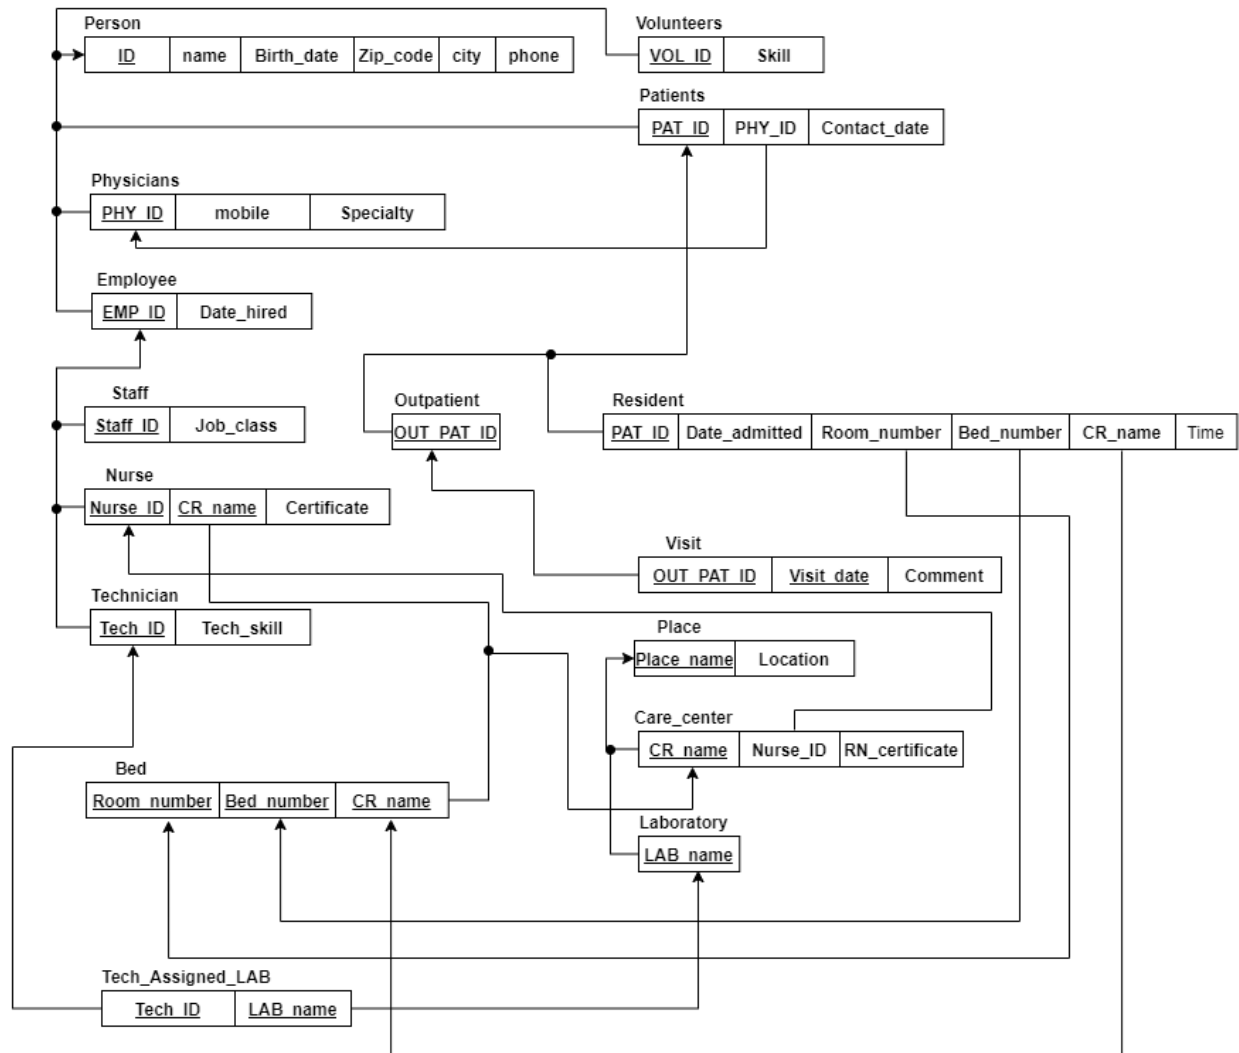 Person
ID name Birth_date Zip_code city phone
Volunteers
VOL_ID Skill
Patients
PAT_ID PHY_ID Contact_date
Physicians
PHY_ID mobile Specialty
Employee
EMP_ID Date_hired
Staff
Staff_ID Job_class
Outpatient
OUT_PAT_ID
Resident
PAT_ID Date_admitted Room_number Bed_number CR_name Time
Nurse
Nurse_ID CR_name Certificate
Visit
OUT_PAT_ID Visit_date Comment
Technician
Tech_ID Tech_skill
Place
Place_name Location
Care_center
CR_name Nurse_ID RN_certificate
Bed
Room_number Bed_number CR_name
Laboratory
LAB_name
Tech_Assigned_LAB
Tech_ID LAB_name